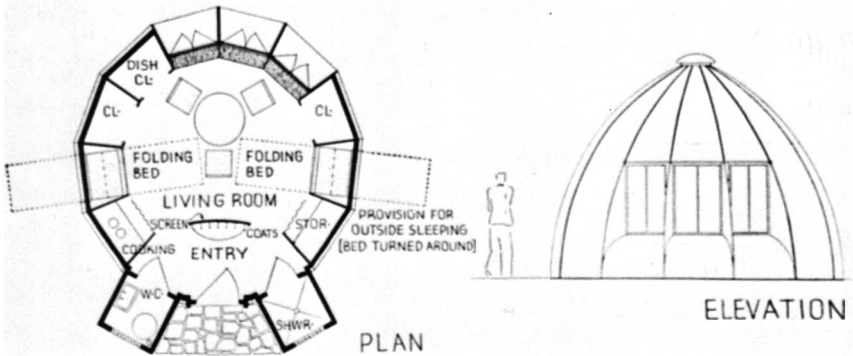 DISH
CL·
CL·
CL·
FOLDING
BED
FOLDING
BED
LIVING ROOM
SCREEN
COATS
STOR·
PROVISION FOR
OUTSIDE SLEEPING
[BED TURNED AROUND]
COOKING
ENTRY
W·C·
SHWR·
PLAN
ELEVATION